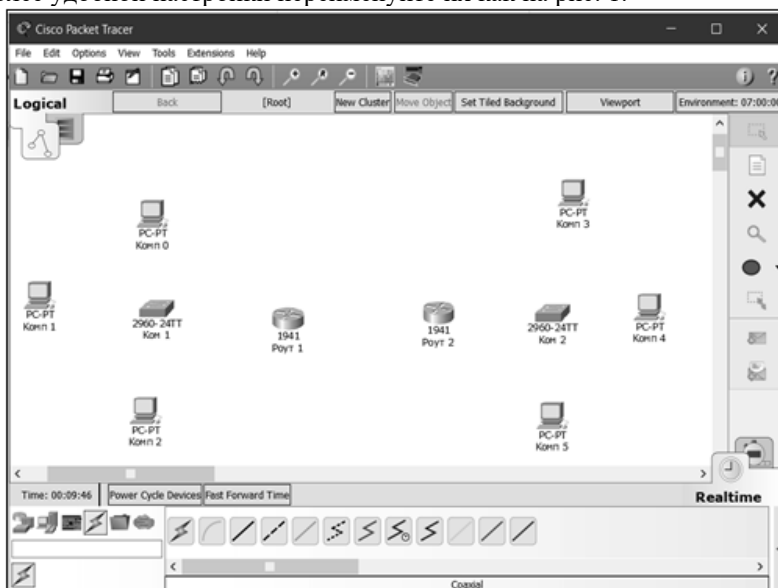 Cisco Packet Tracer
File Edit Options View Tools Extensions Help
Logical Back [Root] New Cluster Move Object Set Tiled Background Viewport Environment: 07:00:00
PC-PT
Комп 0
PC-PT
Комп 3
PC-PT
Комп 1
2960-24TT
Ком 1
1941
Роут 1
1941
Роут 2
2960-24TT
Ком 2
PC-PT
Комп 4
PC-PT
Комп 2
PC-PT
Комп 5
Time: 00:09:46 Power Cycle Devices Fast Forward Time Realtime
Coaxial